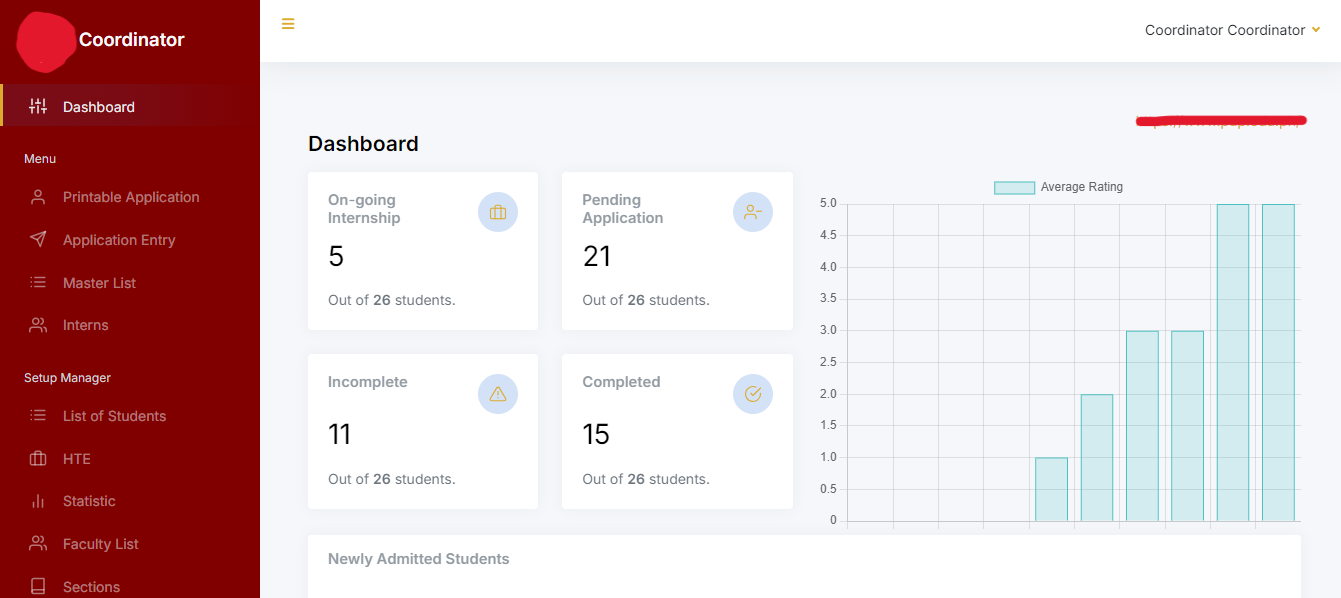 Coordinator
Dashboard
Menu
Printable Application
Application Entry
Master List
Interns
Setup Manager
List of Students
HTE
Statistic
Faculty List
Sections
Coordinator Coordinator
Dashboard
On-going
Internship
5
Out of 26 students.
Pending
Application
21
Out of 26 students.
Incomplete
11
Out of 26 students.
Completed
15
Out of 26 students.
Average Rating
5.0
4.5
4.0
3.5
3.0
2.5
2.0
1.5
1.0
0.5
0
Newly Admitted Students